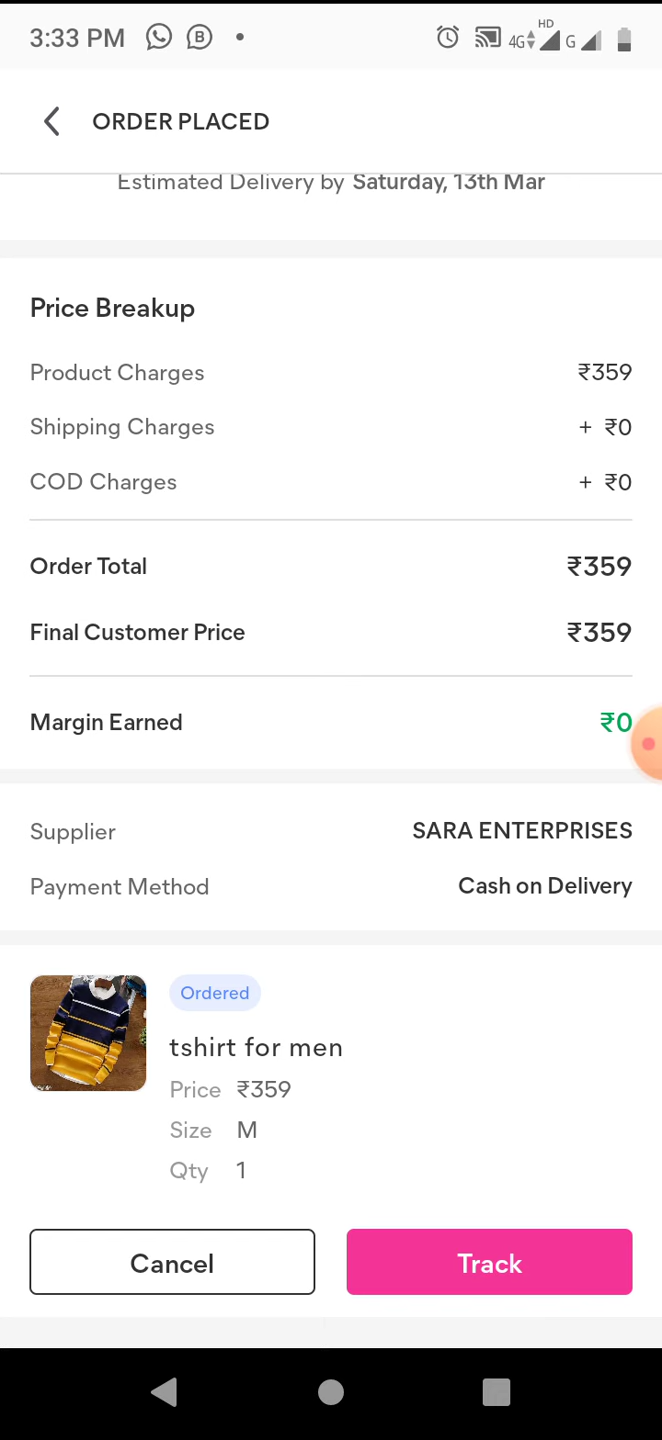 3:33 PM
HD
4G
G
ORDER PLACED
Estimated Delivery by Saturday, 13th Mar
Price Breakup
Product Charges ₹359
Shipping Charges + ₹0
COD Charges + ₹0
Order Total ₹359
Final Customer Price ₹359
Margin Earned ₹0
Supplier SARA ENTERPRISES
Payment Method Cash on Delivery
Ordered
tshirt for men
Price ₹359
Size M
Qty 1
Cancel Track